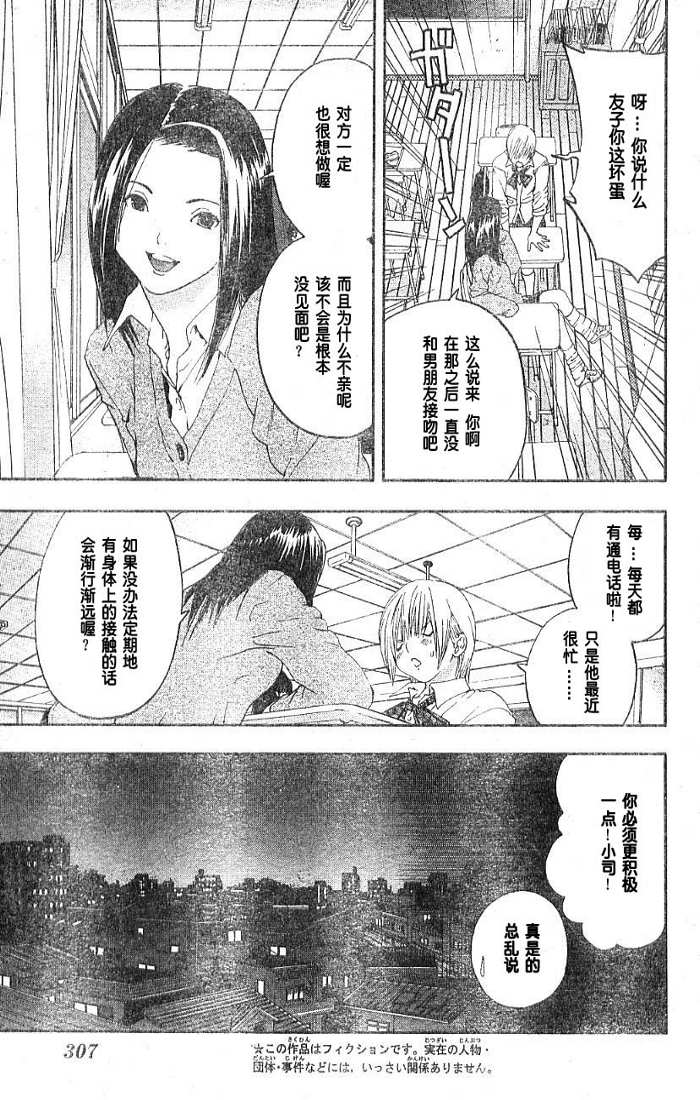 呀…你说什么
友子你这坏蛋
ガターン
这么说来 你啊
在那之后一直没
和男朋友接吻吧
对方一定
也很想做喔
而且为什么不亲呢
该不会是根本
没见面吧？
每…每天都
有通电话啦！
只是他最近
很忙……
如果没办法定期地
有身体上的接触的话
会渐行渐远喔？
你必须更积极
一点！小司！
真是的
总乱说
307
☆この作品はフィクションです。実在の人物・
団体・事件などには、いっさい関係ありません。